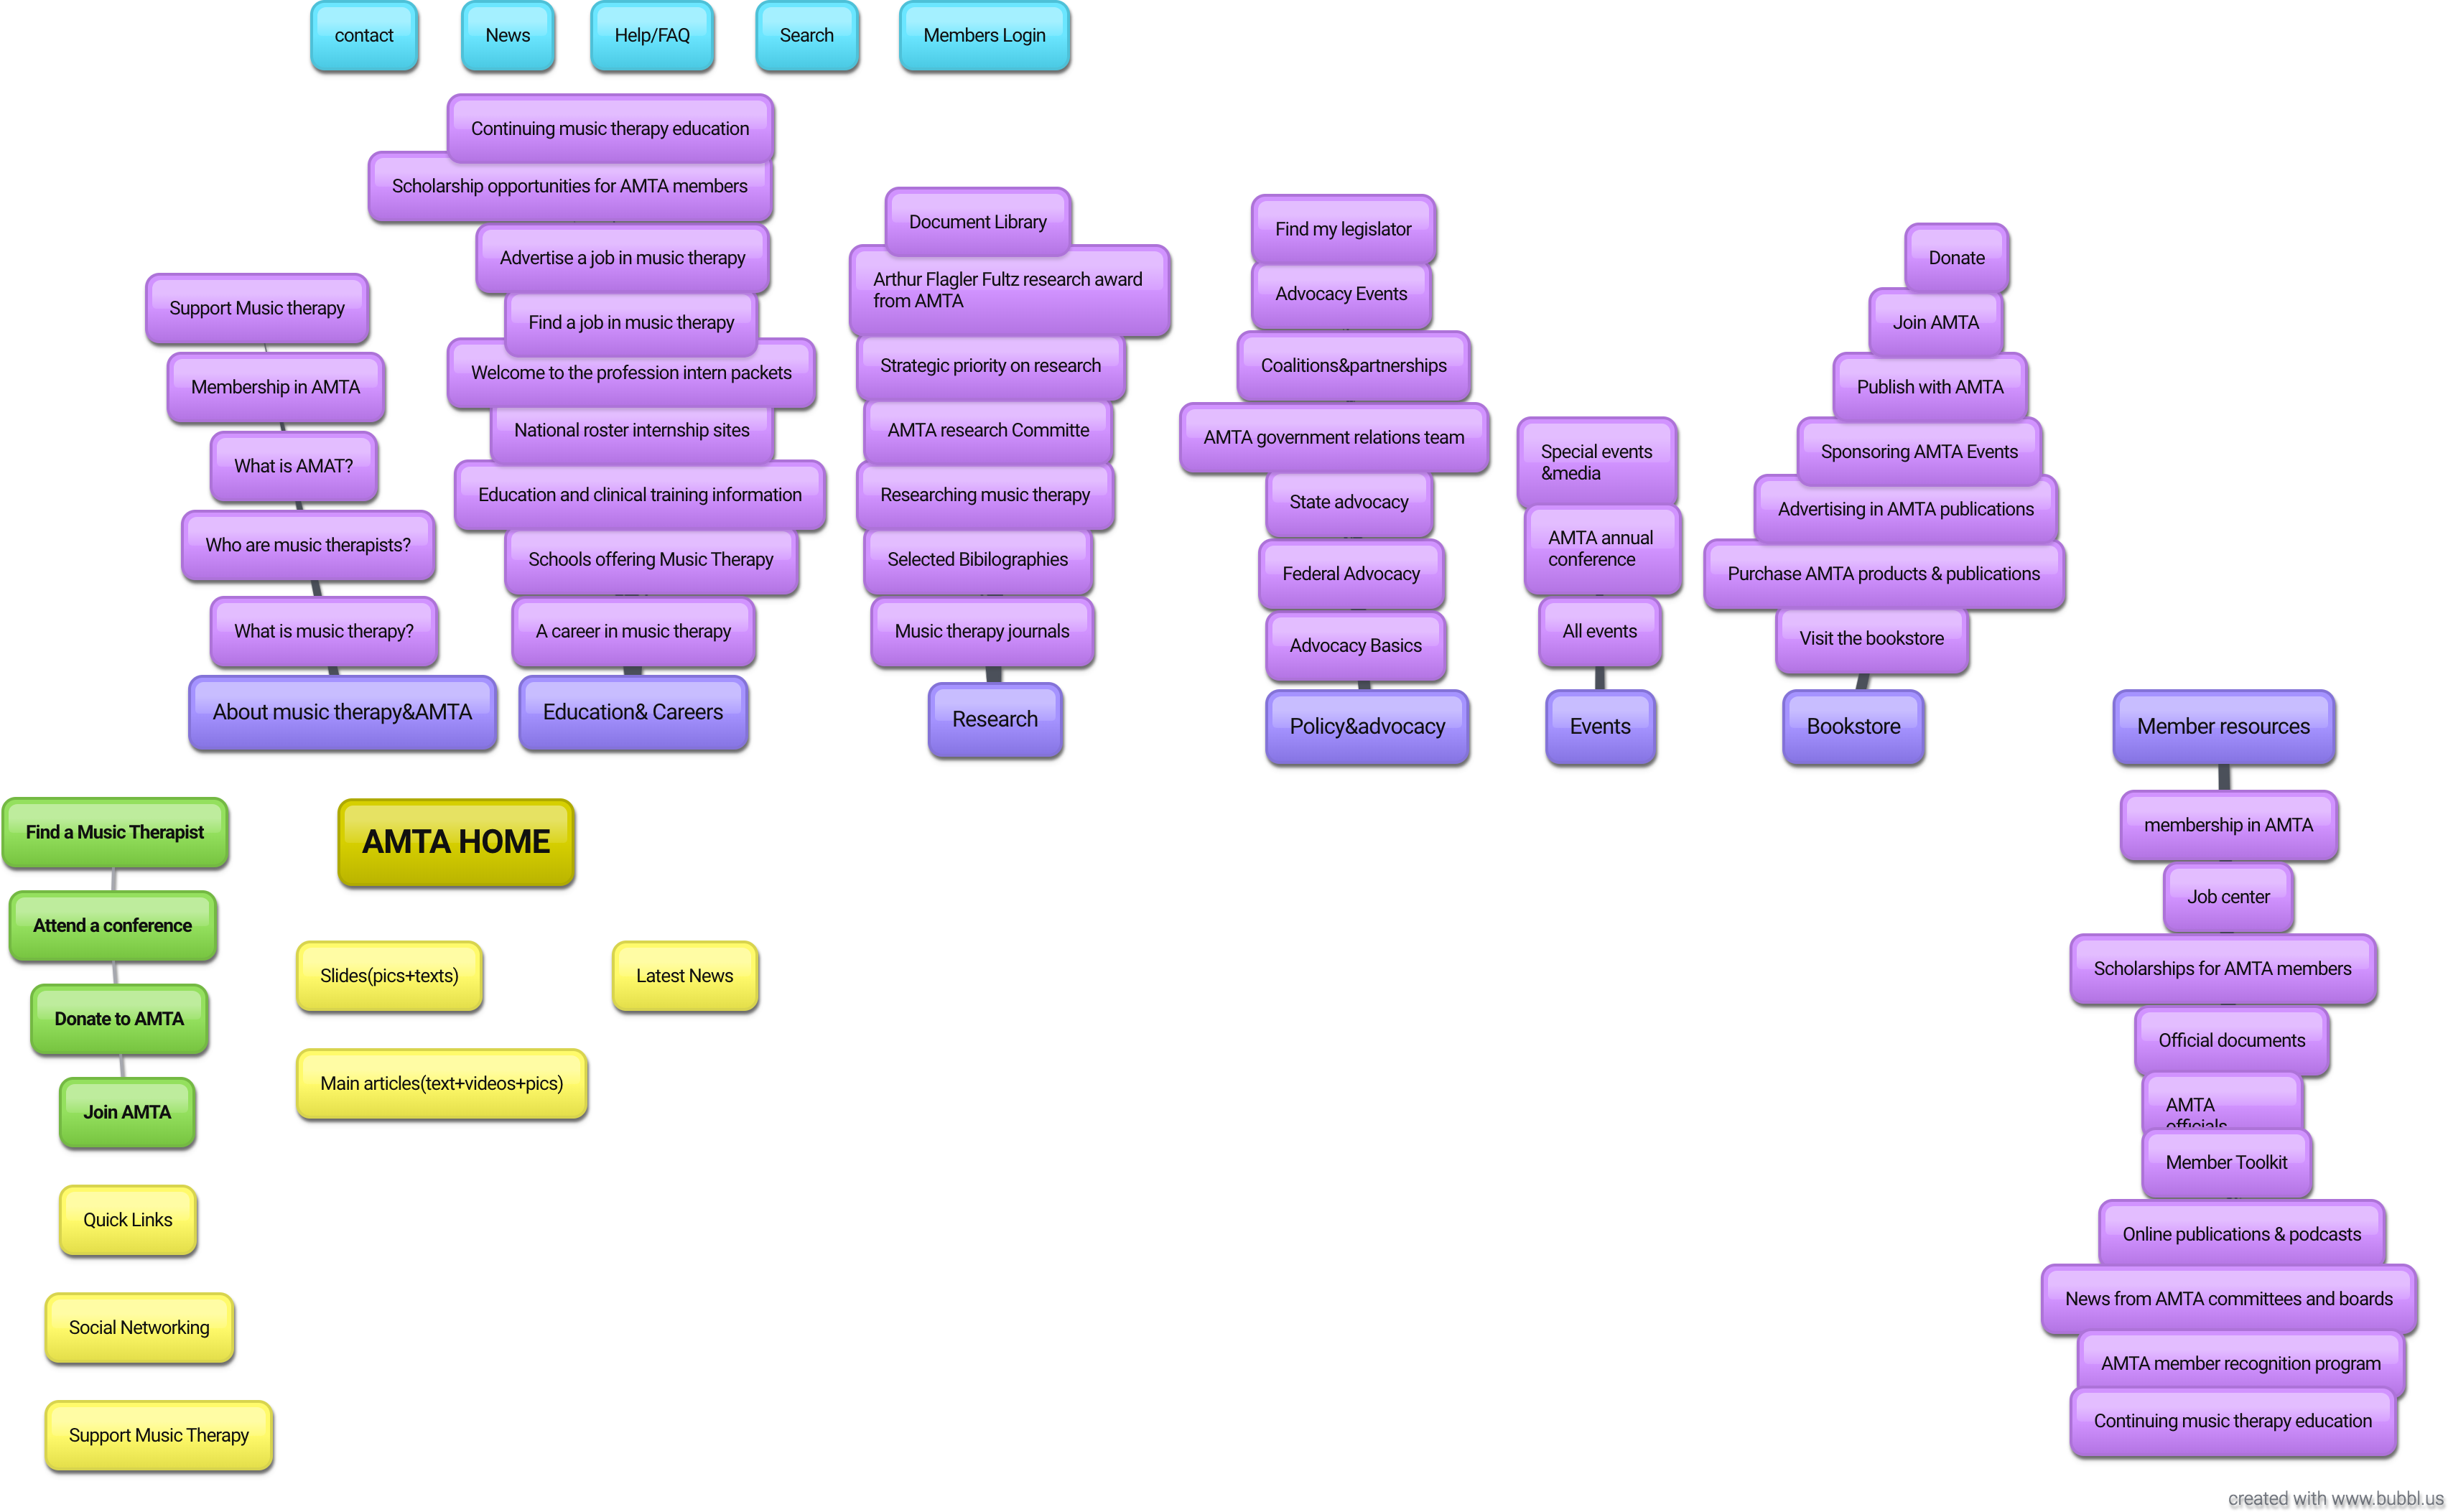 contact
News
Help/FAQ
Search
Members Login
Support Music therapy
Membership in AMTA
What is AMAT?
Who are music therapists?
What is music therapy?
About music therapy&AMTA
Continuing music therapy education
Scholarship opportunities for AMTA members
Advertise a job in music therapy
Find a job in music therapy
Welcome to the profession intern packets
National roster internship sites
Education and clinical training information
Schools offering Music Therapy
A career in music therapy
Education& Careers
Document Library
Arthur Flagler Fultz research award
from AMTA
Strategic priority on research
AMTA research Committe
Researching music therapy
Selected Bibilographies
Music therapy journals
Research
Find my legislator
Advocacy Events
Coalitions&partnerships
AMTA government relations team
State advocacy
Federal Advocacy
Advocacy Basics
Policy&advocacy
Special events
&media
AMTA annual
conference
All events
Events
Donate
Join AMTA
Publish with AMTA
Sponsoring AMTA Events
Advertising in AMTA publications
Purchase AMTA products & publications
Visit the bookstore
Bookstore
Member resources
membership in AMTA
Job center
Scholarships for AMTA members
Official documents
AMTA
officials
Member Toolkit
Online publications & podcasts
News from AMTA committees and boards
AMTA member recognition program
Continuing music therapy education
Find a Music Therapist
Attend a conference
Donate to AMTA
Join AMTA
Quick Links
Social Networking
Support Music Therapy
AMTA HOME
Slides(pics+texts)
Latest News
Main articles(text+videos+pics)
created with www.bubbl.us